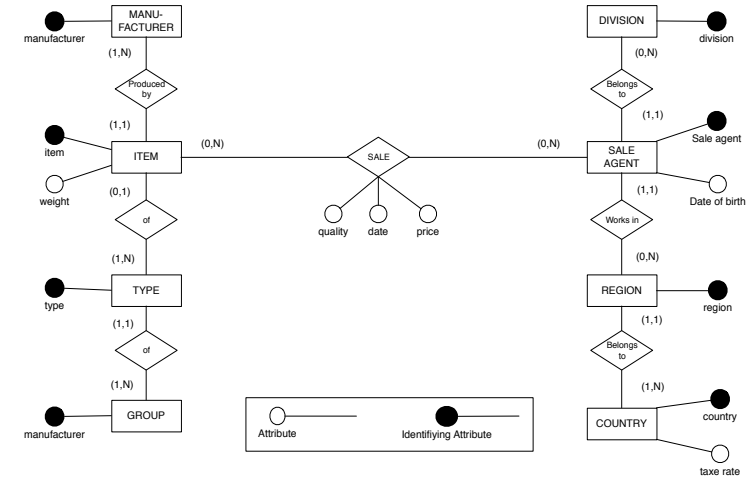 MANU-
FACTURER
manufacturer
DIVISION
division
(1,N)
(0,N)
Produced
by
Belongs
to
(1,1)
(1,1)
item
Sale agent
ITEM
(0,N)
SALE
(0,N)
SALE
AGENT
weight
Date of birth
(0,1)
(1,1)
quality
date
price
of
Works in
(1,N)
(0,N)
TYPE
type
REGION
region
(1,1)
(1,1)
of
Belongs
to
(1,N)
(1,N)
GROUP
manufacturer
COUNTRY
country
taxe rate
Attribute
Identifiying Attribute